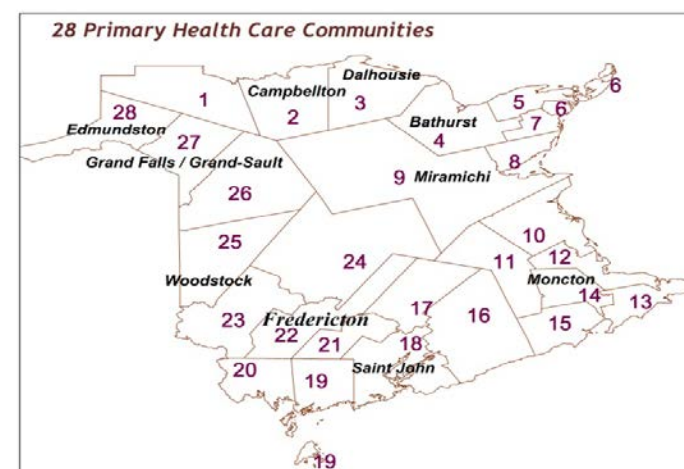 28 Primary Health Care Communities
Dalhousie
6
Campbellton
28
1
2
3
5
6
Edmundston
Bathurst
7
27
4
Grand Falls / Grand-Sault
8
9 Miramichi
26
10
25
24
11
12
Woodstock
Moncton
14
13
17
16
15
23
Fredericton
22
21
18
20
19
Saint John
19